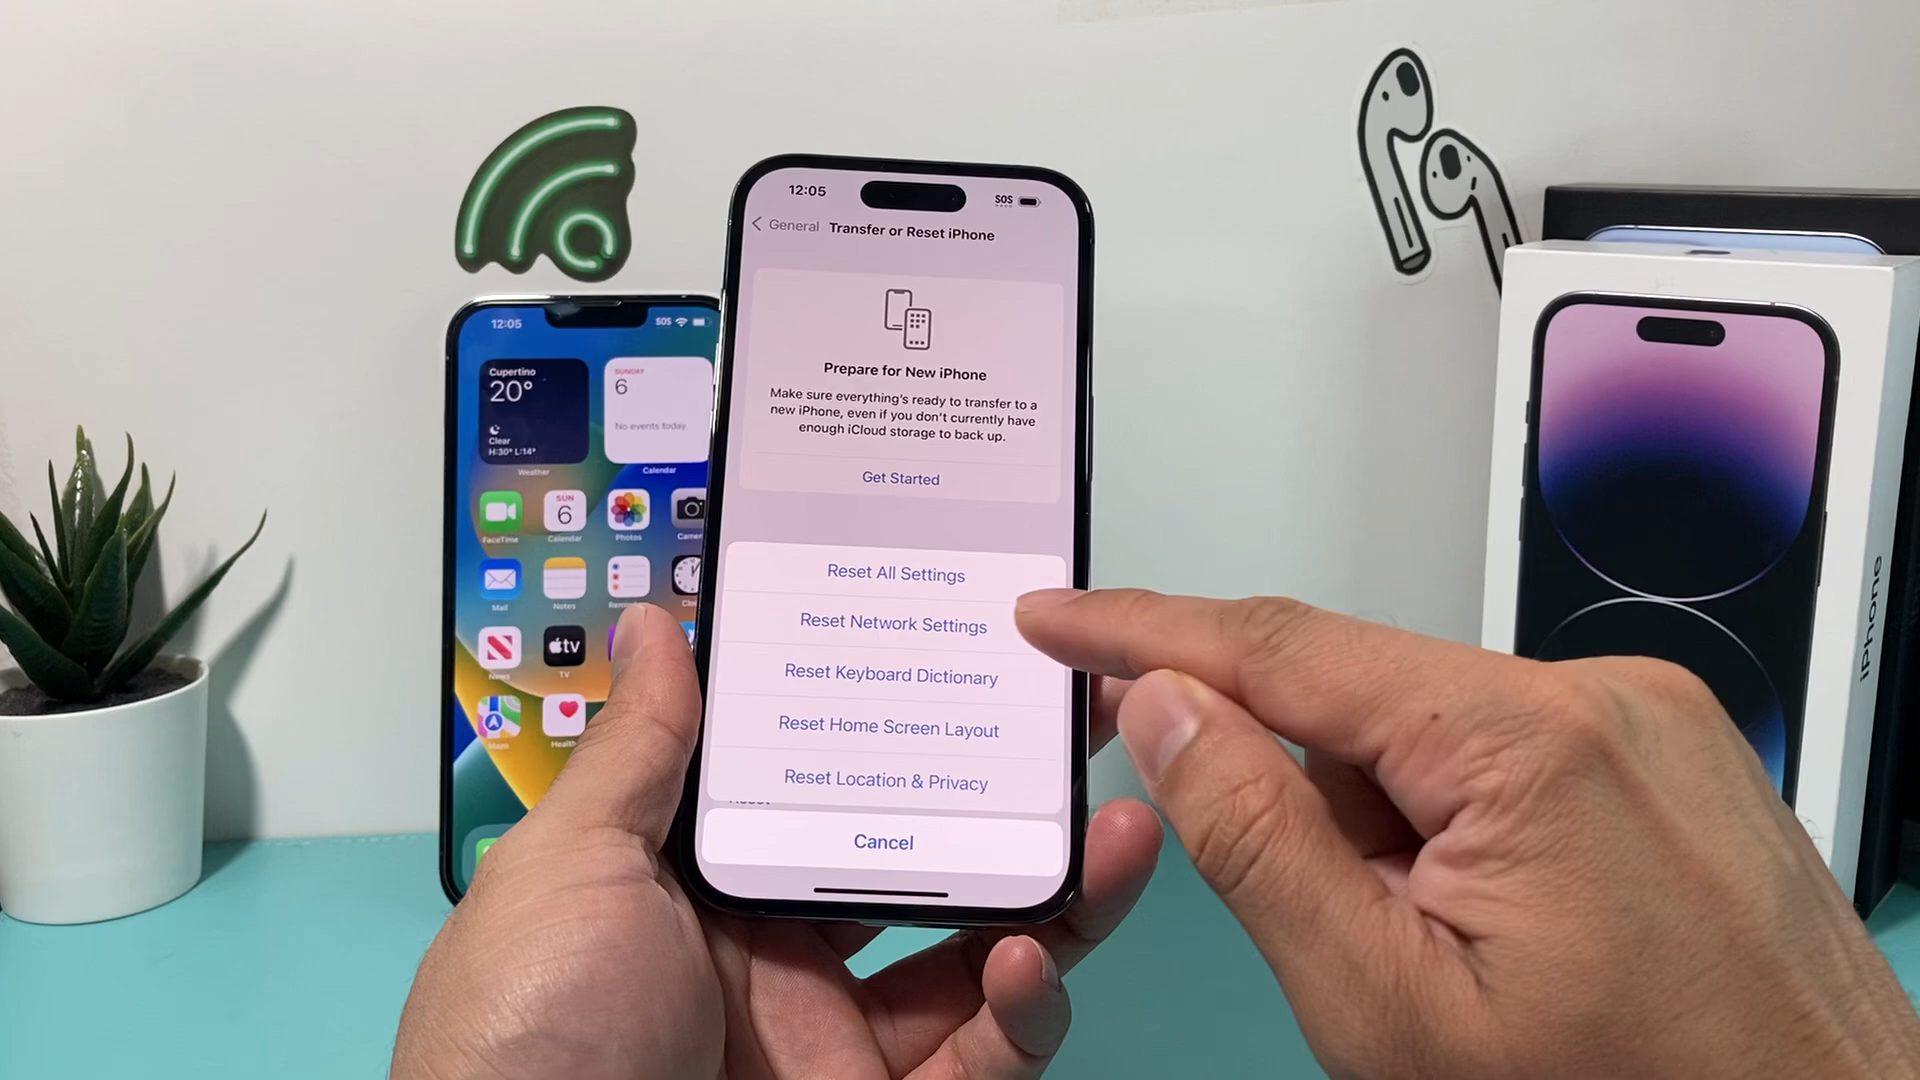 12:05
SOS
General
Transfer or Reset iPhone
Prepare for New iPhone
Make sure everything's ready to transfer to a
new iPhone, even if you don't currently have
enough iCloud storage to back up.
Get Started
Reset All Settings
Reset Network Settings
Reset Keyboard Dictionary
Reset Home Screen Layout
Reset Location & Privacy
Cancel
12:05
SOS
Cupertino
20°
Clear
H:30° L:14°
Weather
SUNDAY
6
No events today
Calendar
FaceTime
SUN
6
Calendar
Photos
Mail
Notes
News
tv
TV
Maps
Health
iPhone